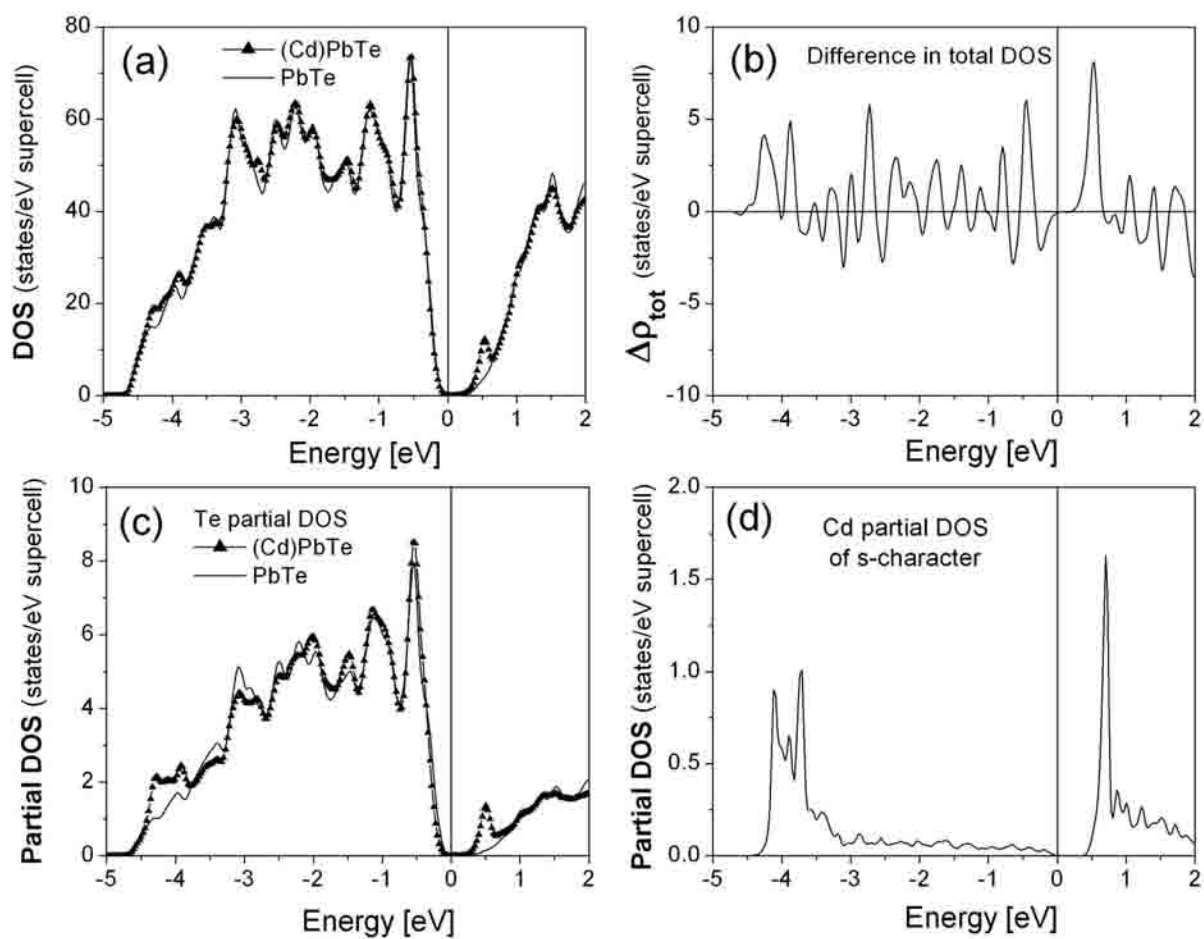 (a)
(Cd)PbTe
PbTe
DOS (states/eV supercell)
80
60
40
20
0
-5 -4 -3 -2 -1 0 1 2
Energy [eV]
(b)
Difference in total DOS
Δρtot (states/eV supercell)
10
5
0
-5
-10
-5 -4 -3 -2 -1 0 1 2
Energy [eV]
(c)
Te partial DOS
(Cd)PbTe
PbTe
Partial DOS (states/eV supercell)
10
8
6
4
2
0
-5 -4 -3 -2 -1 0 1 2
Energy [eV]
(d)
Cd partial DOS
of s-character
Partial DOS (states/eV supercell)
2.0
1.5
1.0
0.5
0.0
-5 -4 -3 -2 -1 0 1 2
Energy [eV]